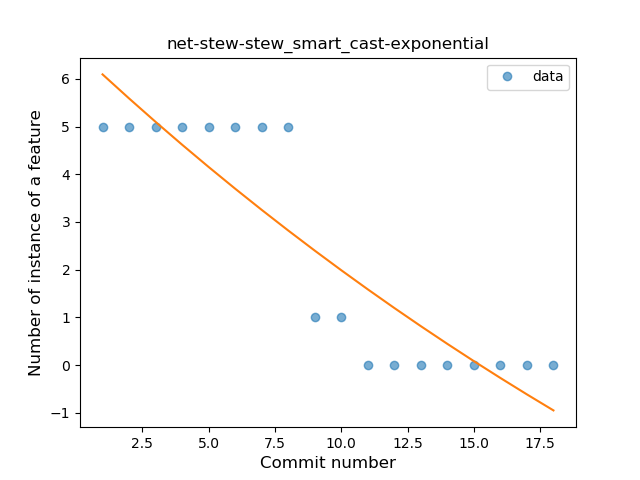 net-stew-stew_smart_cast-exponential
data
Number of instance of a feature
6
5
4
3
2
1
0
−1
2.5 5.0 7.5 10.0 12.5 15.0 17.5
Commit number